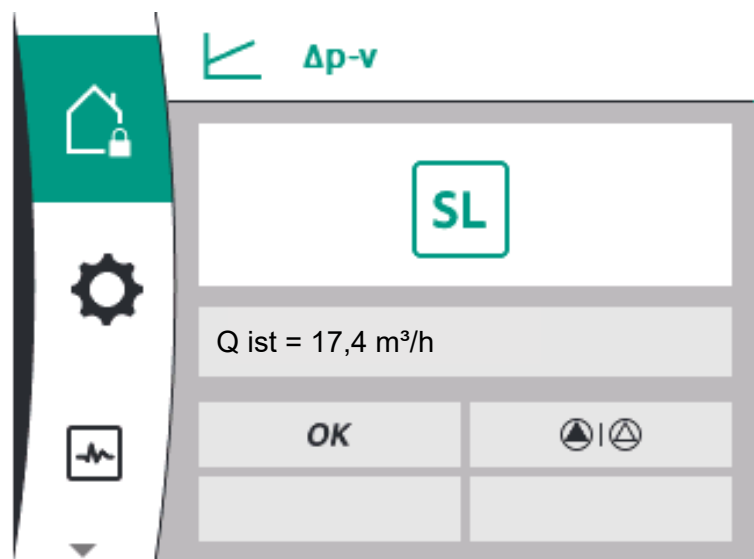 Δp-v
SL
Q ist = 17,4 m³/h
OK